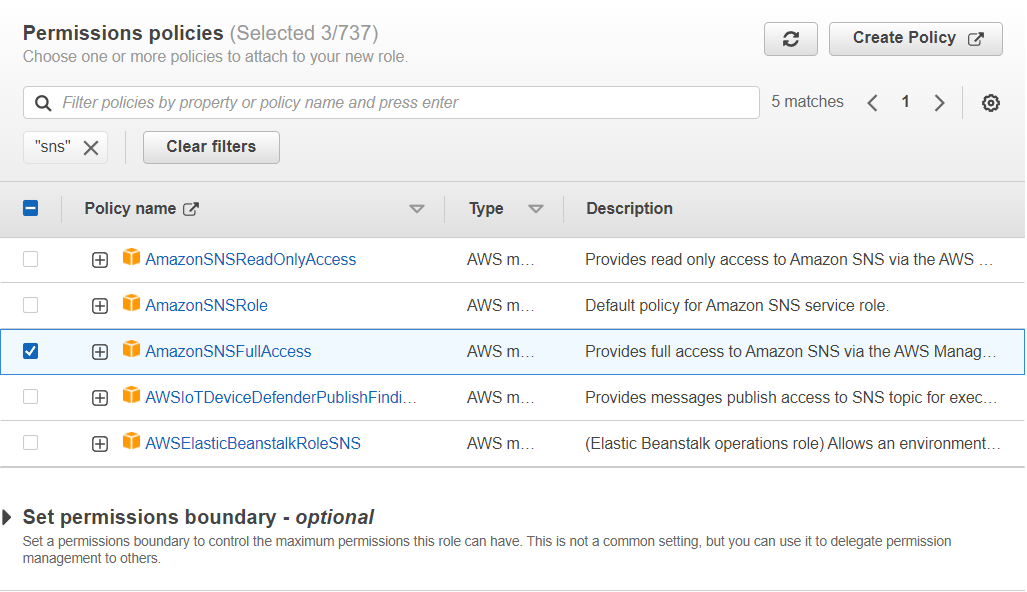 Permissions policies (Selected 3/737)
Choose one or more policies to attach to your new role.
Create Policy
Filter policies by property or policy name and press enter
5 matches
1
"sns"
Clear filters
Policy name
Type
Description
AmazonSNSReadOnlyAccess AWS m… Provides read only access to Amazon SNS via the AWS …
AmazonSNSRole AWS m… Default policy for Amazon SNS service role.
AmazonSNSFullAccess AWS m… Provides full access to Amazon SNS via the AWS Manag…
AWSIoTDeviceDefenderPublishFindi… AWS m… Provides messages publish access to SNS topic for exec…
AWSElasticBeanstalkRoleSNS AWS m… (Elastic Beanstalk operations role) Allows an environment…
Set permissions boundary - optional
Set a permissions boundary to control the maximum permissions this role can have. This is not a common setting, but you can use it to delegate permission
management to others.